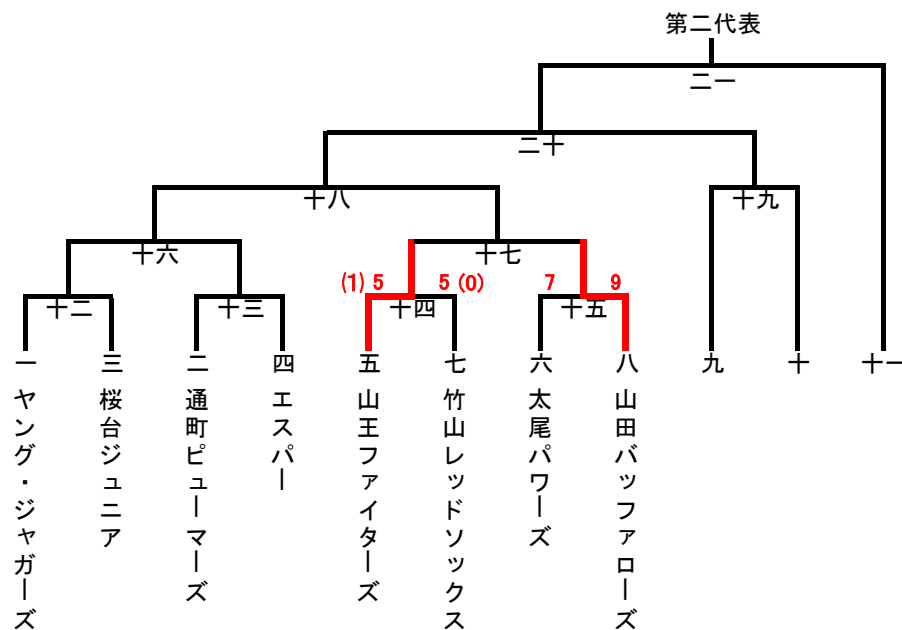 第二代表
二一
二十
十八
十九
十六
十七
(1) 5
5 (0)
7
9
十二
十三
十四
十五
一
三
二
四
五
七
六
八
九
十
十一
ヤング・ジャガーズ
桜台ジュニア
通町ピューマーズ
エスパー
山王ファイターズ
竹山レッドソックス
太尾パワーズ
山田バッファローズ